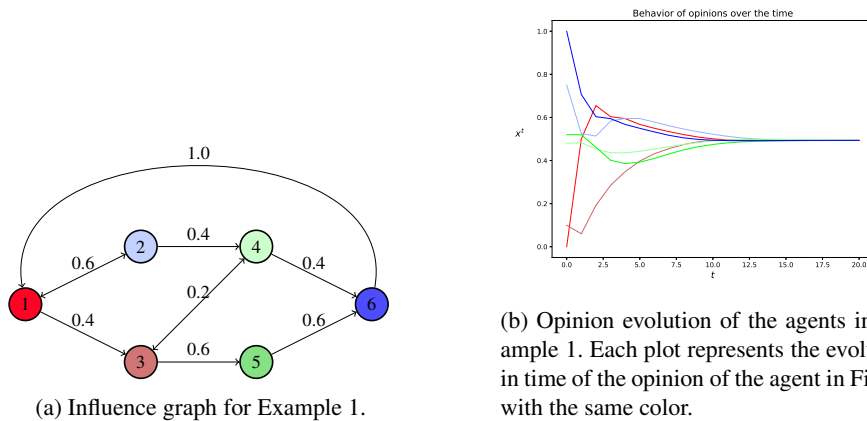 Behavior of opinions over the time
1.0
0.8
0.6
x^t
0.4
0.2
0.0
0.0 2.5 5.0 7.5 10.0 12.5 15.0 17.5 20.0
t
1.0
0.6
0.4
0.4
0.2
0.4
0.6
0.6
1
2
3
4
5
6
(a) Influence graph for Example 1.
(b) Opinion evolution of the agents in
ample 1. Each plot represents the evolu
in time of the opinion of the agent in Fi
with the same color.